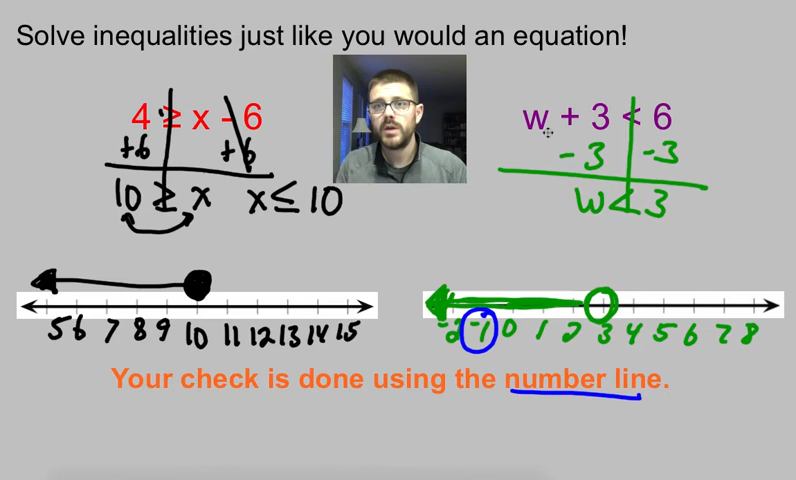 Solve inequalities just like you would an equation!
4 ≥ x - 6
+6 +6
10 ≥ x x ≤ 10
5 6 7 8 9 10 11 12 13 14 15
w + 3 < 6
-3 -3
w < 3
-2 -1 0 1 2 3 4 5 6 7 8
Your check is done using the number line.